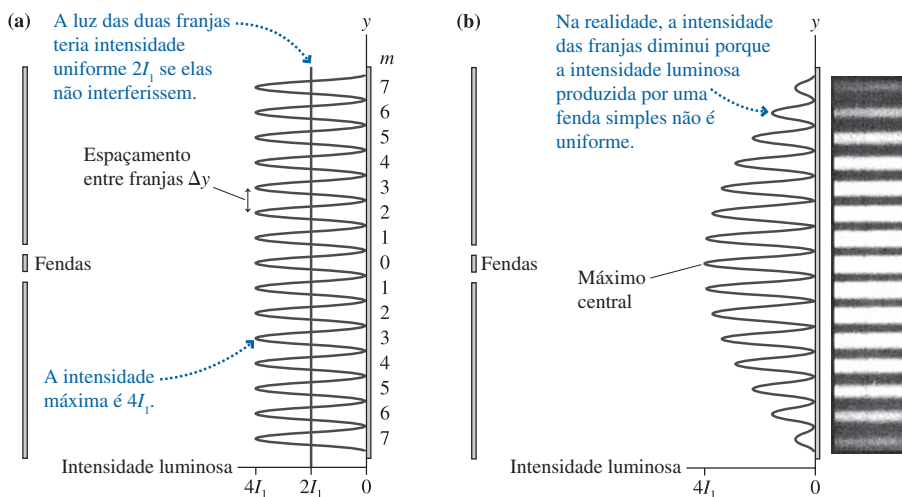 (a)
A luz das duas franjas
teria intensidade
uniforme 2I₁ se elas
não interferissem.
y
m
7
6
5
4
3
2
1
0
1
2
3
4
5
6
7
Espaçamento
entre franjas Δy
Fendas
A intensidade
máxima é 4I₁.
Intensidade luminosa
4I₁ 2I₁ 0
(b)
Na realidade, a intensidade
das franjas diminui porque
a intensidade luminosa
produzida por uma
fenda simples não é
uniforme.
y
Fendas
Máximo
central
Intensidade luminosa
4I₁ 0